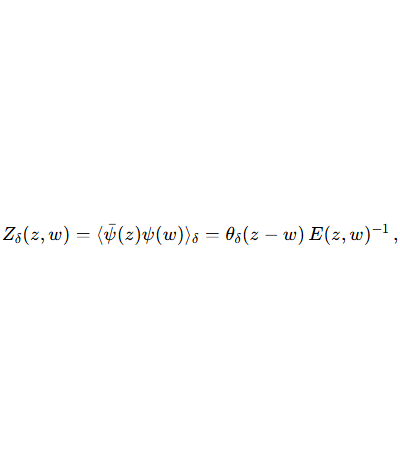 Z_δ(z, w) = ⟨ψ̄(z)ψ(w)⟩_δ = θ_δ(z − w) E(z, w)^{−1} ,